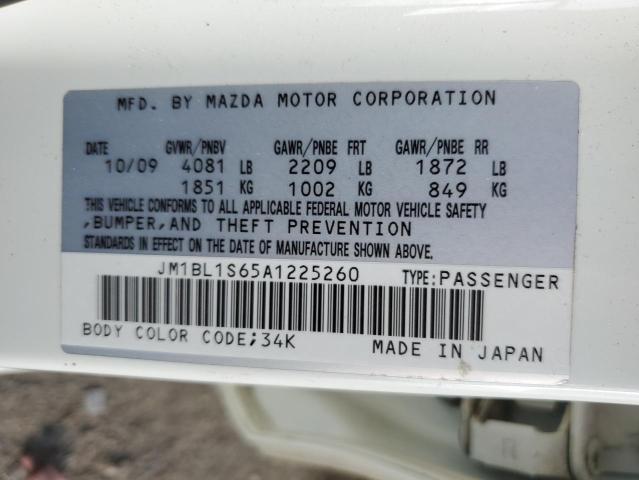 MFD. BY MAZDA MOTOR CORPORATION
DATE GVWR/PNBV GAWR/PNBE FRT GAWR/PNBE RR
10/09 4081 LB 2209 LB 1872 LB
1851 KG 1002 KG 849 KG
THIS VEHICLE CONFORMS TO ALL APPLICABLE FEDERAL MOTOR VEHICLE SAFETY
,BUMPER,AND THEFT PREVENTION
STANDARDS IN EFFECT ON THE DATE OF MANUFACTURE SHOWN ABOVE.
JM1BL1S65A1225260 TYPE:PASSENGER
BODY COLOR CODE;34K MADE IN JAPAN
R